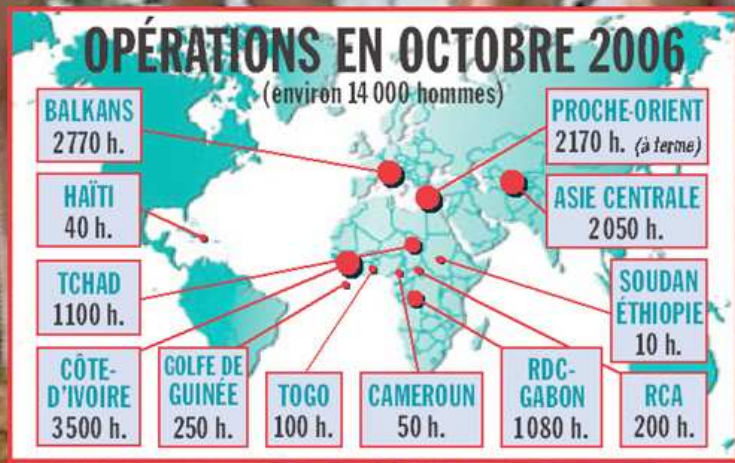 OPÉRATIONS EN OCTOBRE 2006
(environ 14 000 hommes)
BALKANS
2770 h.
PROCHE-ORIENT
2170 h. (à terme)
HAÏTI
40 h.
ASIE CENTRALE
2050 h.
TCHAD
1100 h.
SOUDAN
ÉTHIOPIE
10 h.
CÔTE-
D'IVOIRE
3500 h.
GOLFE DE
GUINÉE
250 h.
TOGO
100 h.
CAMEROUN
50 h.
RDC-
GABON
1080 h.
RCA
200 h.